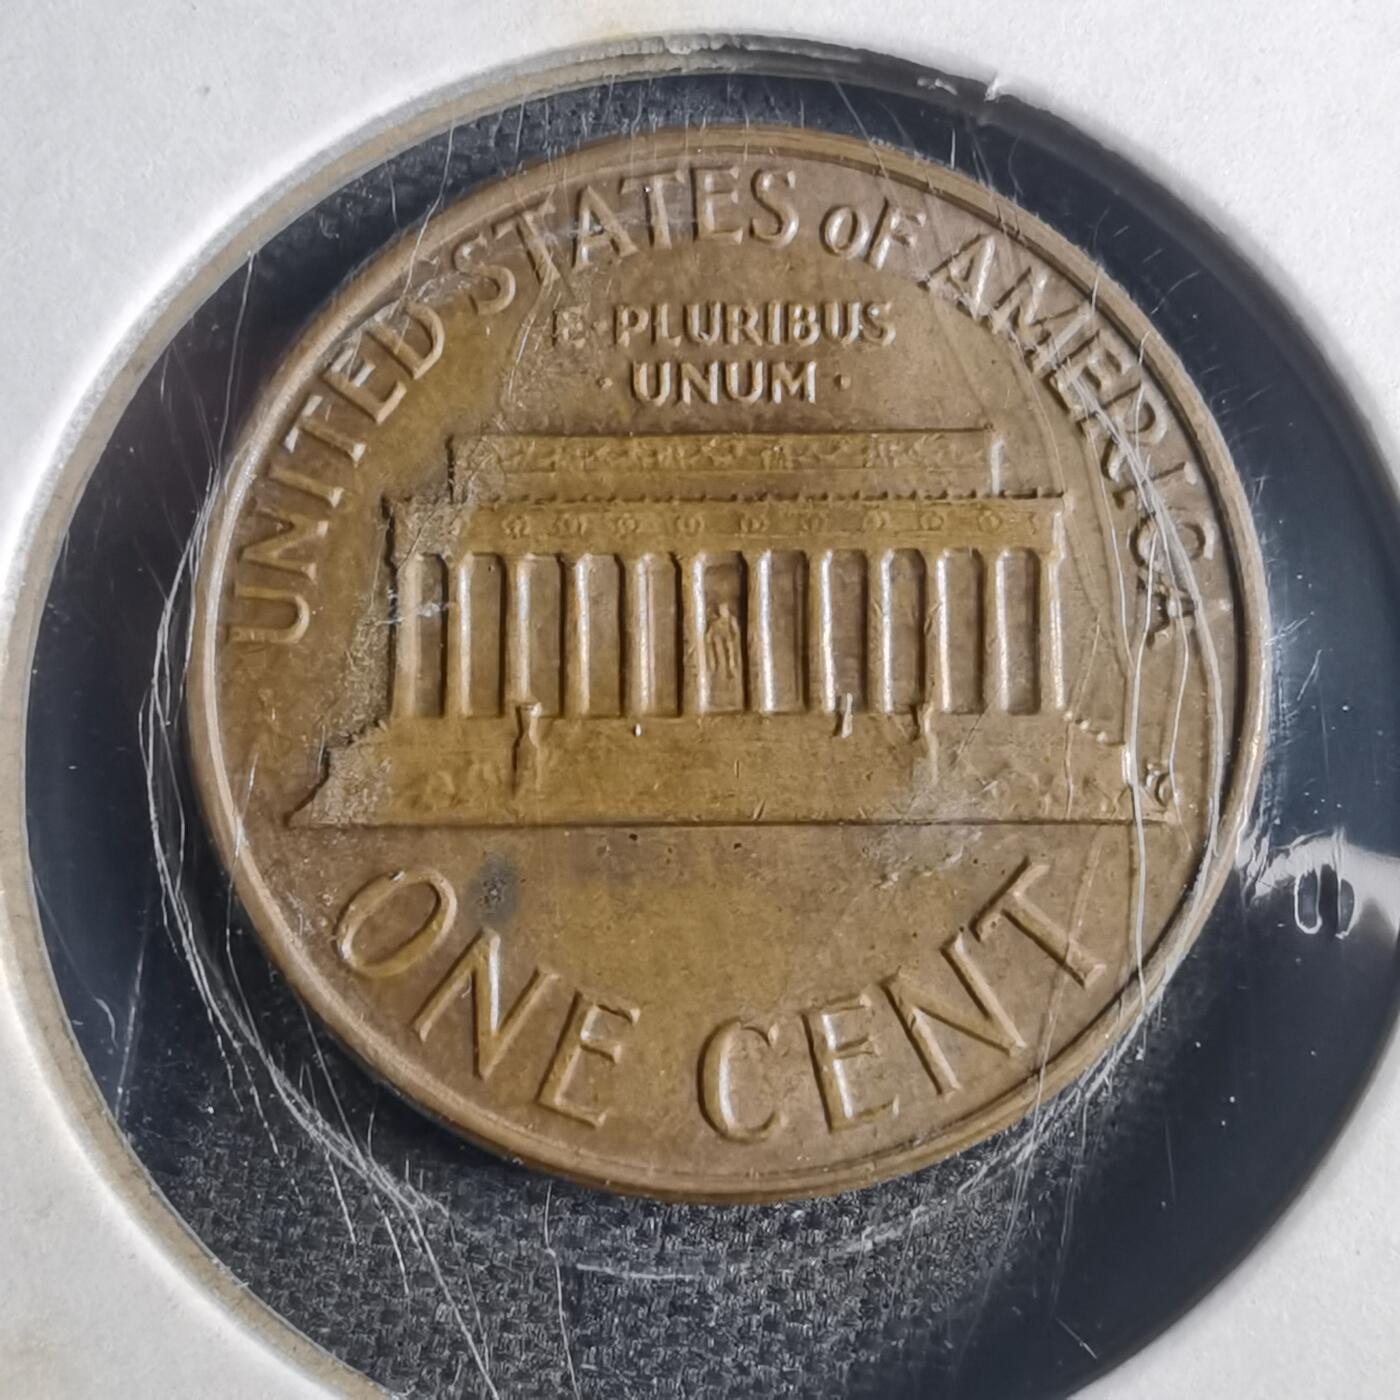 UNITED STATES oF AMERICA
E·PLURIBUS
· UNUM ·
ONE CENT